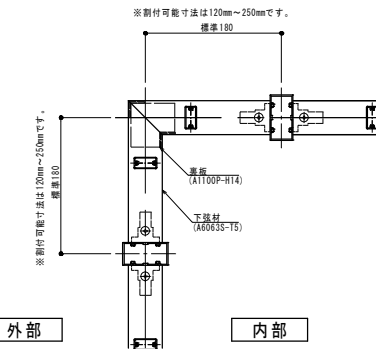 ※割付可能寸法は120mm～250mmです。
標準180
※割付可能寸法は120mm～250mmです。
標準180
裏板
(A1100P-H14)
下弦材
(A6063S-T5)
外部
内部